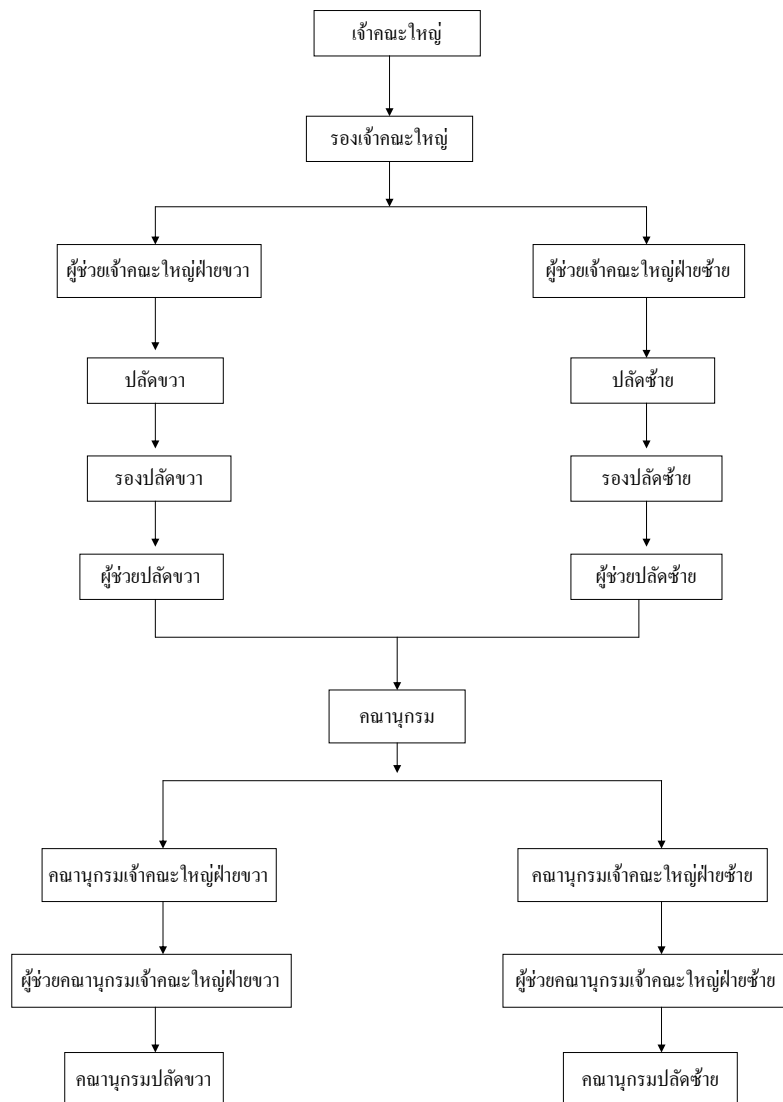 เจ้าคณะใหญ่
รองเจ้าคณะใหญ่
ผู้ช่วยเจ้าคณะใหญ่ฝ่ายขวา
ผู้ช่วยเจ้าคณะใหญ่ฝ่ายซ้าย
ปลัดขวา
ปลัดซ้าย
รองปลัดขวา
รองปลัดซ้าย
ผู้ช่วยปลัดขวา
ผู้ช่วยปลัดซ้าย
คณานุกรม
คณานุกรมเจ้าคณะใหญ่ฝ่ายขวา
คณานุกรมเจ้าคณะใหญ่ฝ่ายซ้าย
ผู้ช่วยคณานุกรมเจ้าคณะใหญ่ฝ่ายขวา
ผู้ช่วยคณานุกรมเจ้าคณะใหญ่ฝ่ายซ้าย
คณานุกรมปลัดขวา
คณานุกรมปลัดซ้าย